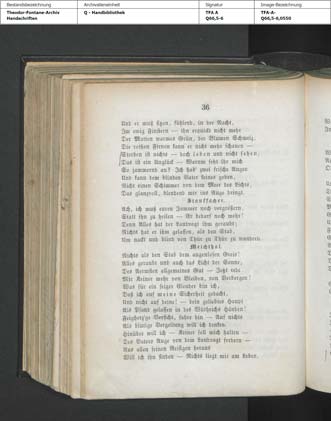 Bestandsbezeichnung
Archivalieneinheit
Signatur
Image-Bezeichnung
Theodor-Fontane-Archiv
Handschriften
Q - Handbibliothek
TFA A
Q66,5-6
TFA-A-
Q66,5-6,0550
36
Und er muß sitzen, fühlend, in der Nacht,
Im ewig Finstern — ihn erquickt nicht mehr
Der Matten warmes Grün, der Blumen Schmelz,
Die rothen Firnen kann er nicht mehr schauen —
Sterben ist nichts — doch leben und nicht sehen,
Das ist ein Unglück — Warum seht ihr mich
So jammernd an? Ich hab' zwei frische Augen
Und kann dem blinden Vater keines geben,
Nicht einen Schimmer von dem Meer des Lichts,
Das glanzvoll, blendend mir ins Auge dringt.
Stauffacher.
Ach, ich muß euren Jammer noch vergrößern,
Statt ihn zu heilen — Er bedarf noch mehr!
Denn Alles hat der Landvogt ihm geraubt;
Nichts hat er ihm gelassen, als den Stab,
Um nackt und blind von Thür zu Thür zu wandern.
Melchthal.
Nichts als den Stab dem augenlosen Greis!
Alles geraubt und auch das Licht der Sonne,
Des Aermsten allgemeines Gut — Jetzt rede
Mir Keiner mehr von Bleiben, von Verbergen!
Was für ein feiger Elender bin ich,
Daß ich auf meine Sicherheit gedacht,
Und nicht auf deine! — dein geliebtes Haupt
Als Pfand gelassen in des Wüthrichs Händen!
Feigherz'ge Vorsicht, fahre hin — Auf nichts
Als blutige Vergeltung will ich denken.
Hinüber will ich — Keiner soll mich halten —
Des Vaters Auge von dem Landvogt fordern —
Aus allen seinen Reisigen heraus
Will ich ihn finden — Nichts liegt mir am Leben,